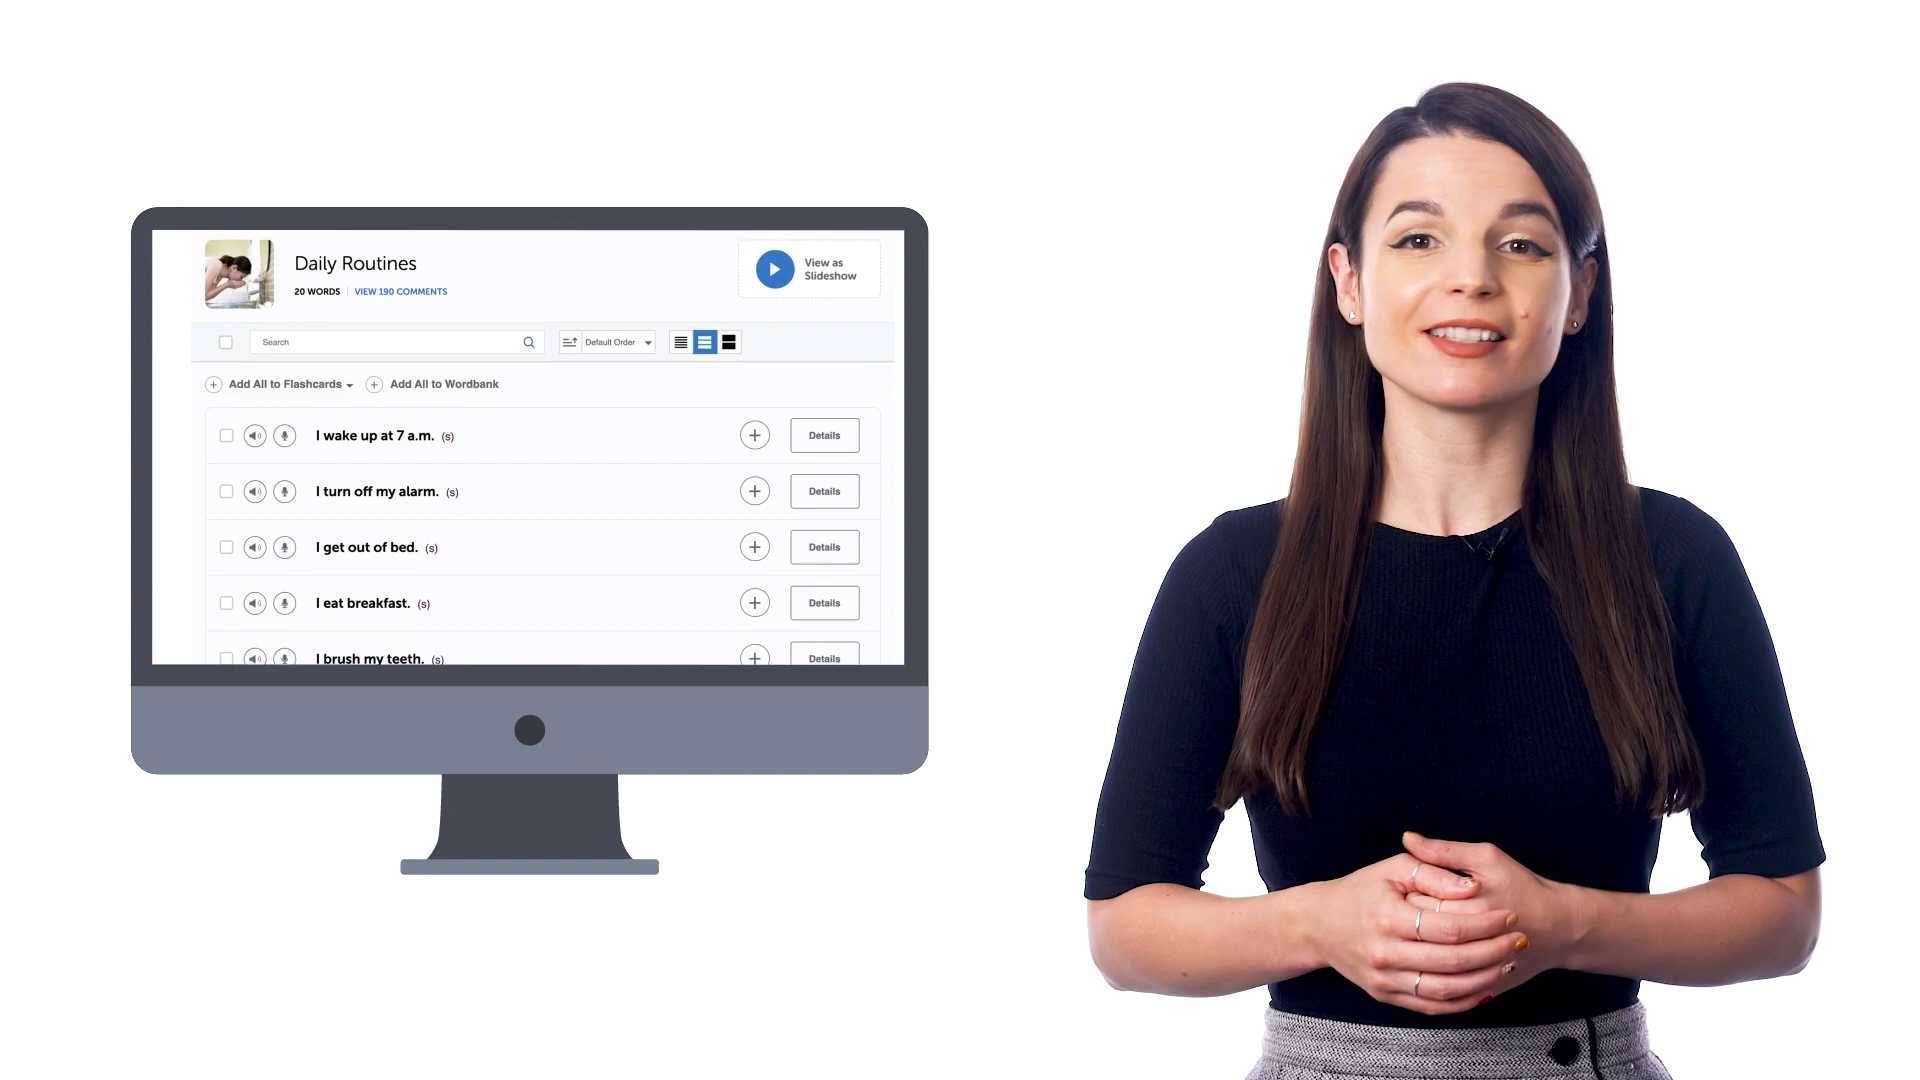 Daily Routines
20 WORDS VIEW 190 COMMENTS
View as
Slideshow
Search
Default Order
Add All to Flashcards
Add All to Wordbank
I wake up at 7 a.m. (s)
Details
I turn off my alarm. (s)
Details
I get out of bed. (s)
Details
I eat breakfast. (s)
Details
I brush my teeth. (s)
Details